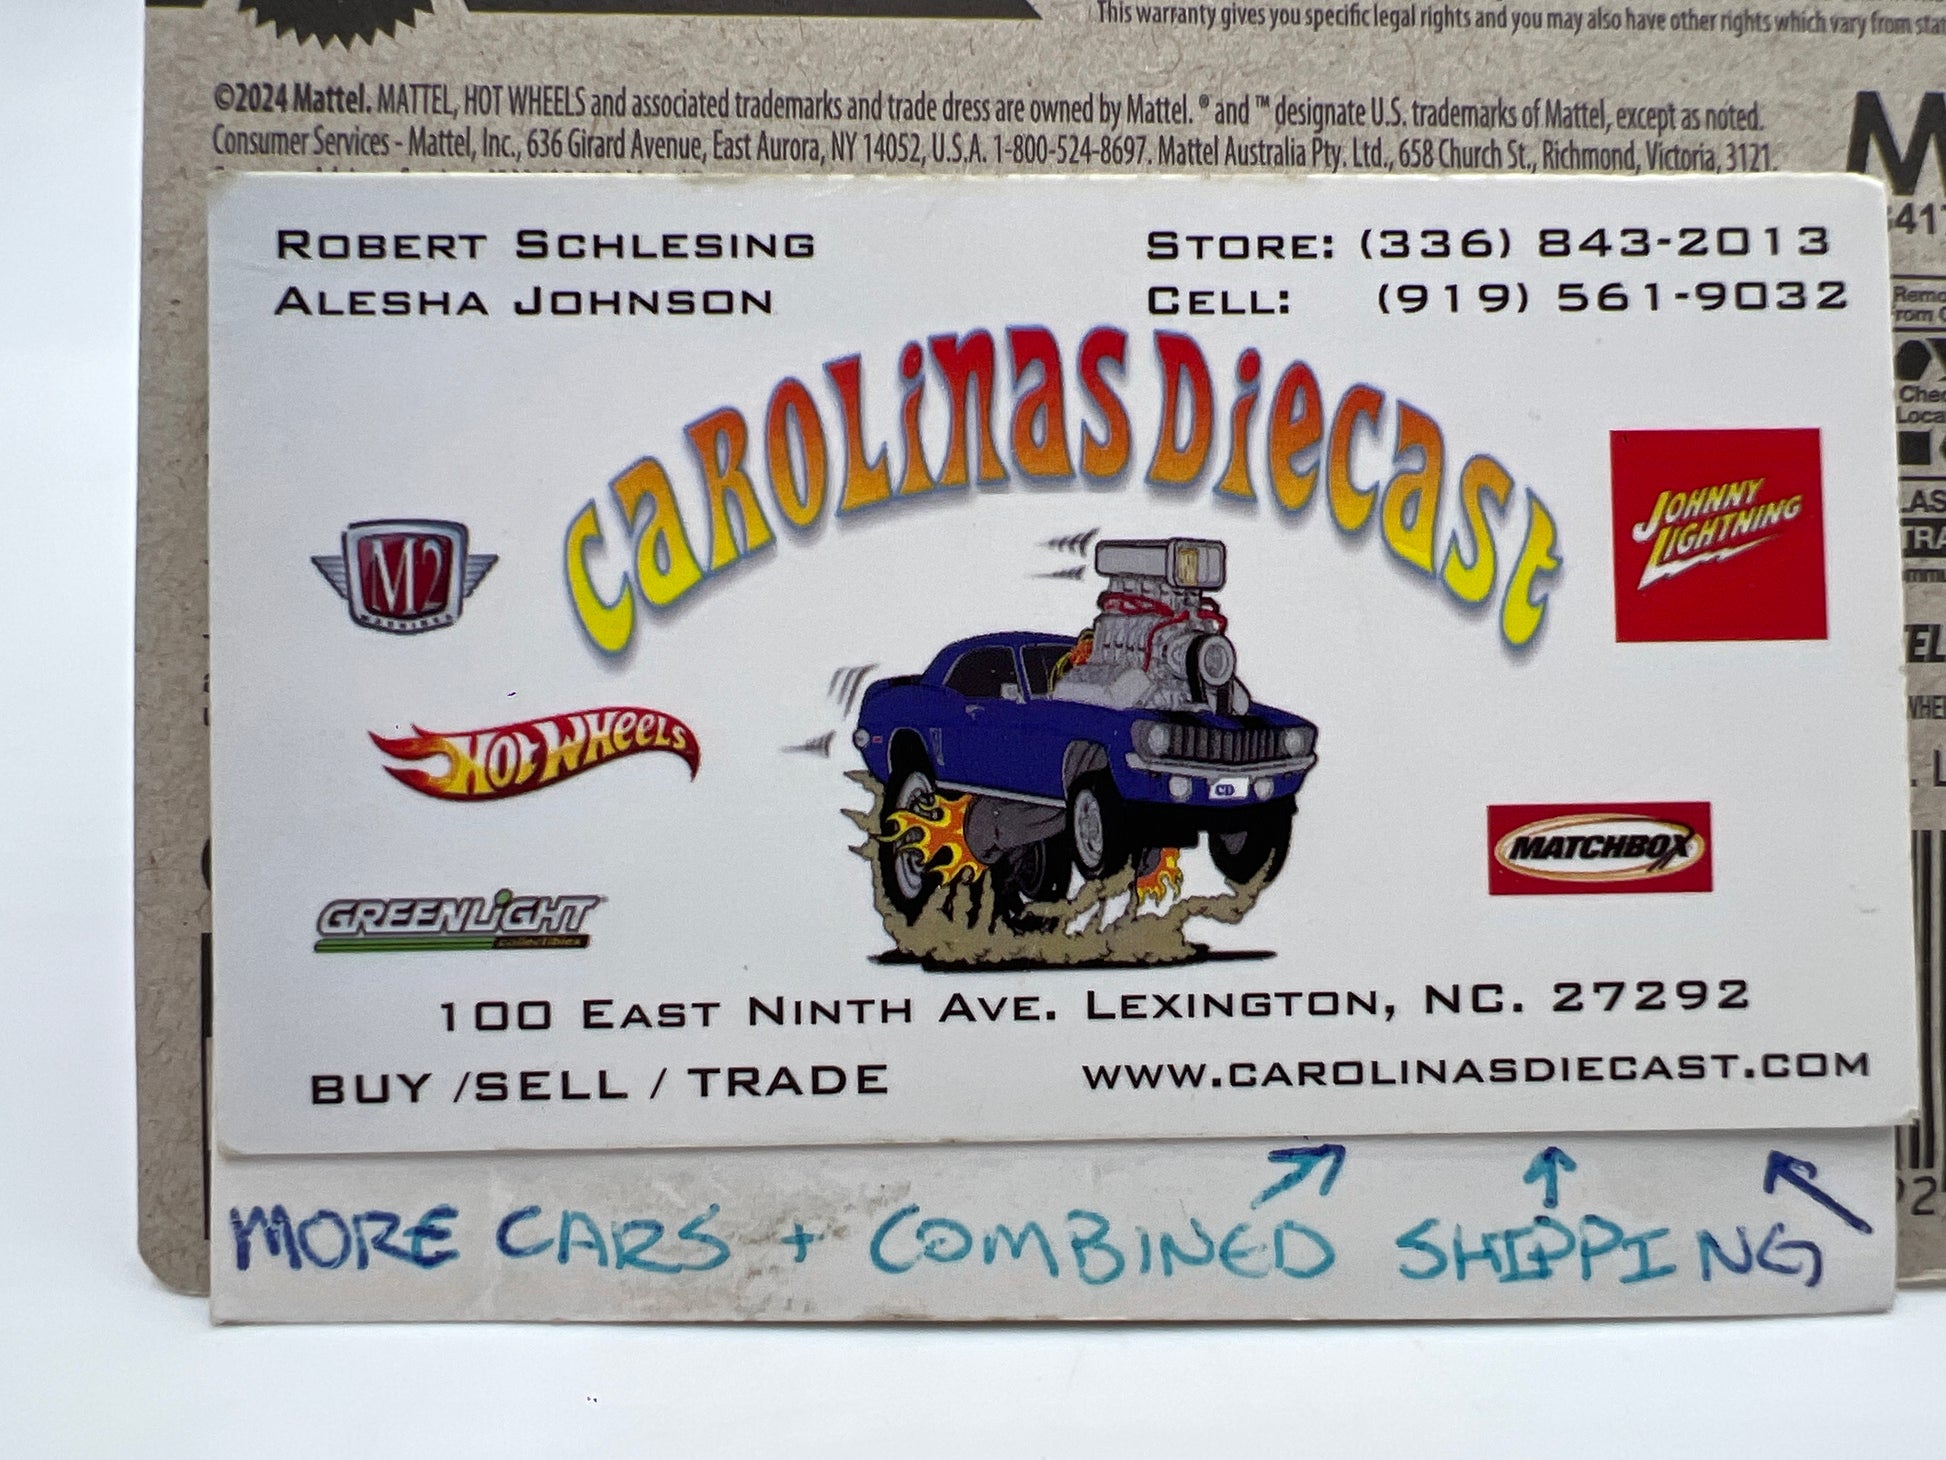 This warranty gives you specific legal rights and you may also have other rights which vary from
©2024 Mattel. MATTEL, HOT WHEELS and associated trademarks and trade dress are owned by Mattel. ® and ™ designate U.S. trademarks of Mattel, except as noted.
Consumer Services - Mattel, Inc., 636 Girard Avenue, East Aurora, NY 14052, U.S.A. 1-800-524-8697. Mattel Australia Pty. Ltd., 658 Church St., Richmond, Victoria, 3121.
ROBERT SCHLESING
STORE: (336) 843-2013
ALESHA JOHNSON
CELL: (919) 561-9032
CAROLINAS DIECAST
M2
MACHINES
JOHNNY
LIGHTNING
HOT WHEELS
CD
MATCHBOX
GREENLIGHT
collectibles
100 EAST NINTH AVE. LEXINGTON, NC. 27292
BUY /SELL / TRADE
WWW.CAROLINASDIECAST.COM
MORE CARS + COMBINED SHIPPING